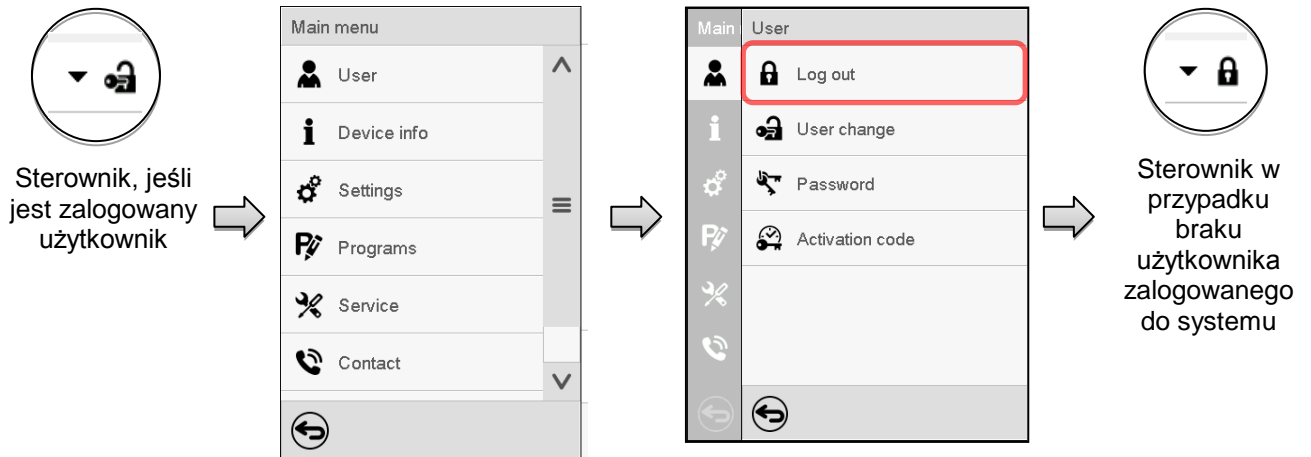 Sterownik, jeśli
jest zalogowany
użytkownik
Main menu
User
Device info
Settings
Programs
Service
Contact
Main
User
Log out
User change
Password
Activation code
Sterownik w
przypadku
braku
użytkownika
zalogowanego
do systemu